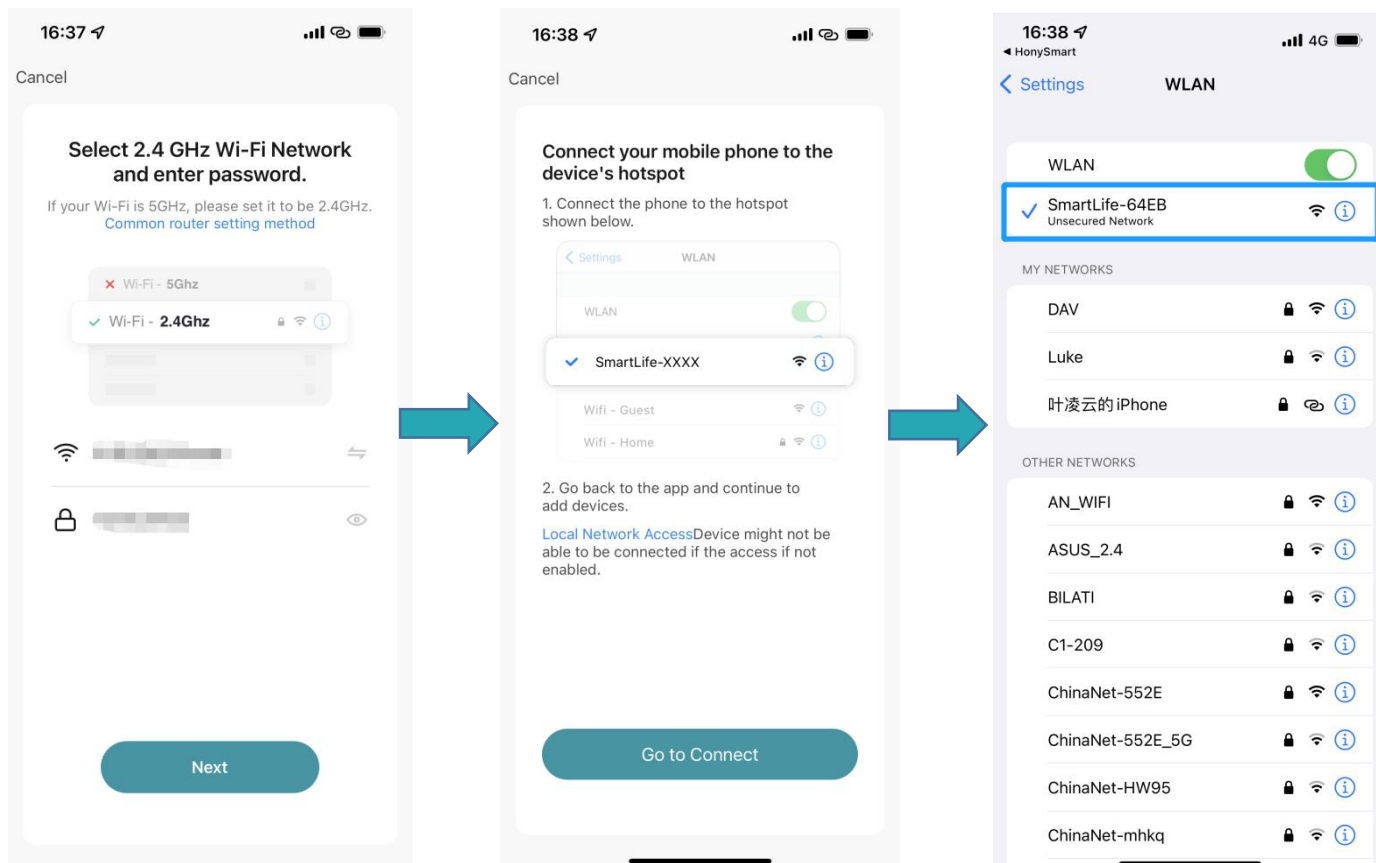 16:37
Cancel
Select 2.4 GHz Wi-Fi Network
and enter password.
If your Wi-Fi is 5GHz, please set it to be 2.4GHz.
Common router setting method
Wi-Fi - 5Ghz
Wi-Fi - 2.4Ghz
Next
16:38
Cancel
Connect your mobile phone to the
device's hotspot
1. Connect the phone to the hotspot
shown below.
Settings WLAN
WLAN
SmartLife-XXXX
Wifi - Guest
Wifi - Home
2. Go back to the app and continue to
add devices.
Local Network AccessDevice might not be
able to be connected if the access if not
enabled.
Go to Connect
16:38 4G
HonySmart
Settings WLAN
WLAN
SmartLife-64EB
Unsecured Network
MY NETWORKS
DAV
Luke
叶凌云的 iPhone
OTHER NETWORKS
AN_WIFI
ASUS_2.4
BILATI
C1-209
ChinaNet-552E
ChinaNet-552E_5G
ChinaNet-HW95
ChinaNet-mhkq